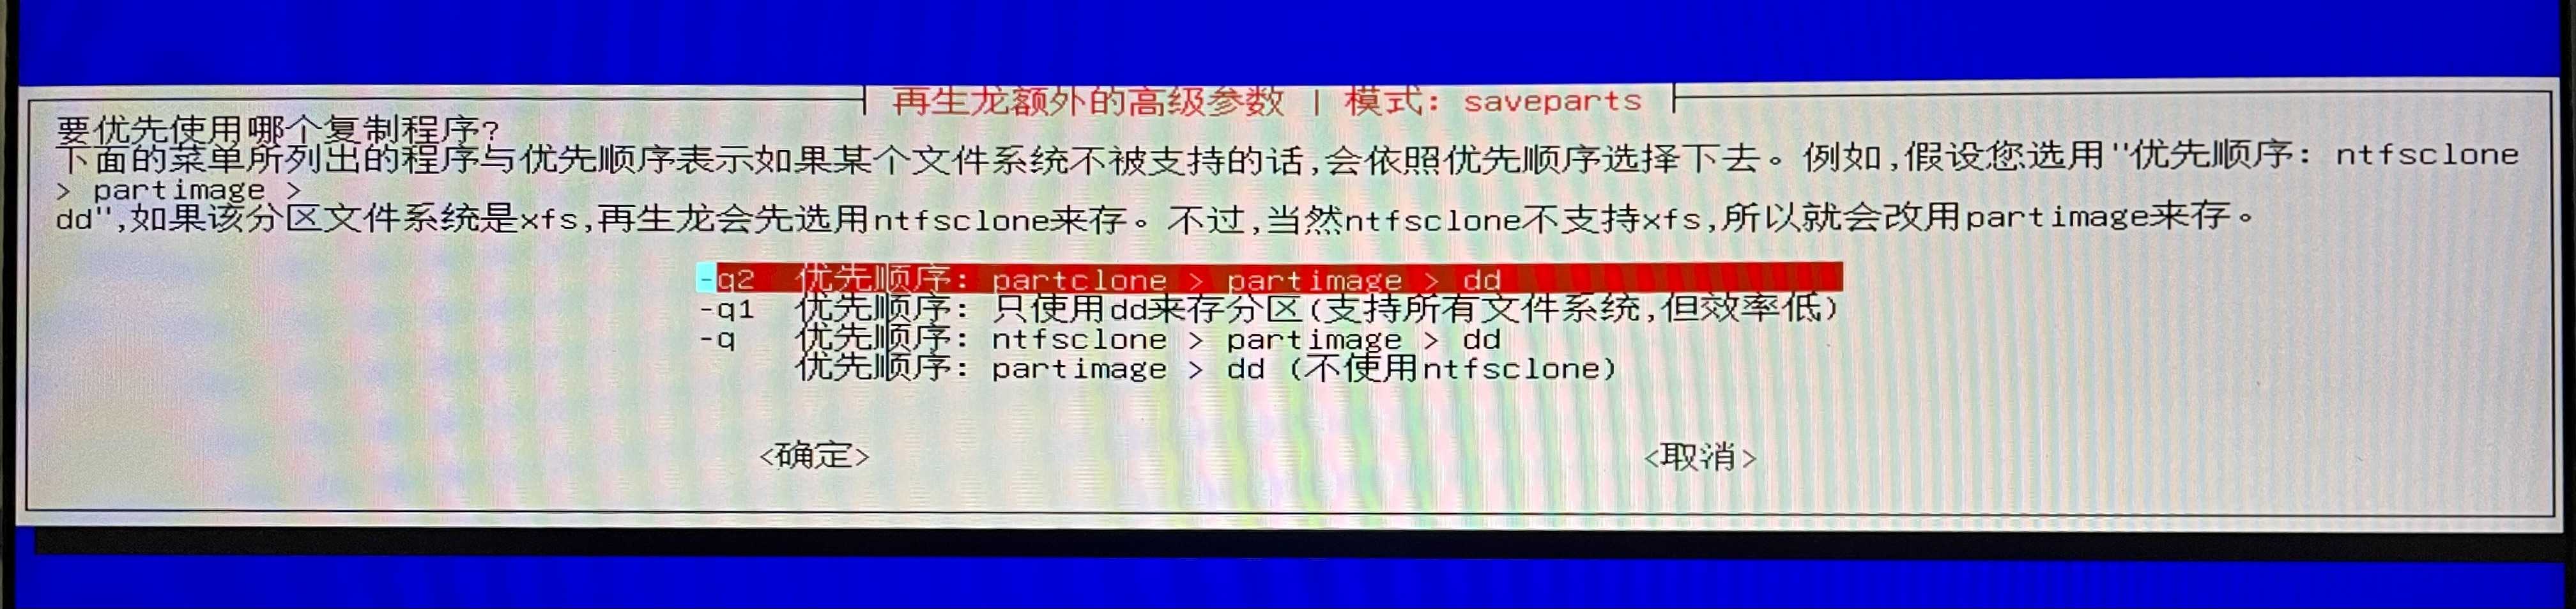 再生龙额外的高级参数 | 模式: saveparts
要优先使用哪个复制程序?
下面的菜单所列出的程序与优先顺序表示如果某个文件系统不被支持的话,会依照优先顺序选择下去。例如,假设您选用"优先顺序: ntfsclone
> partimage >
dd",如果该分区文件系统是xfs,再生龙会先选用ntfsclone来存。不过,当然ntfsclone不支持xfs,所以就会改用partimage来存。
-q2 优先顺序: partclone > partimage > dd
-q1 优先顺序: 只使用dd来存分区(支持所有文件系统,但效率低)
-q 优先顺序: ntfsclone > partimage > dd
优先顺序: partimage > dd (不使用ntfsclone)
<确定> <取消>